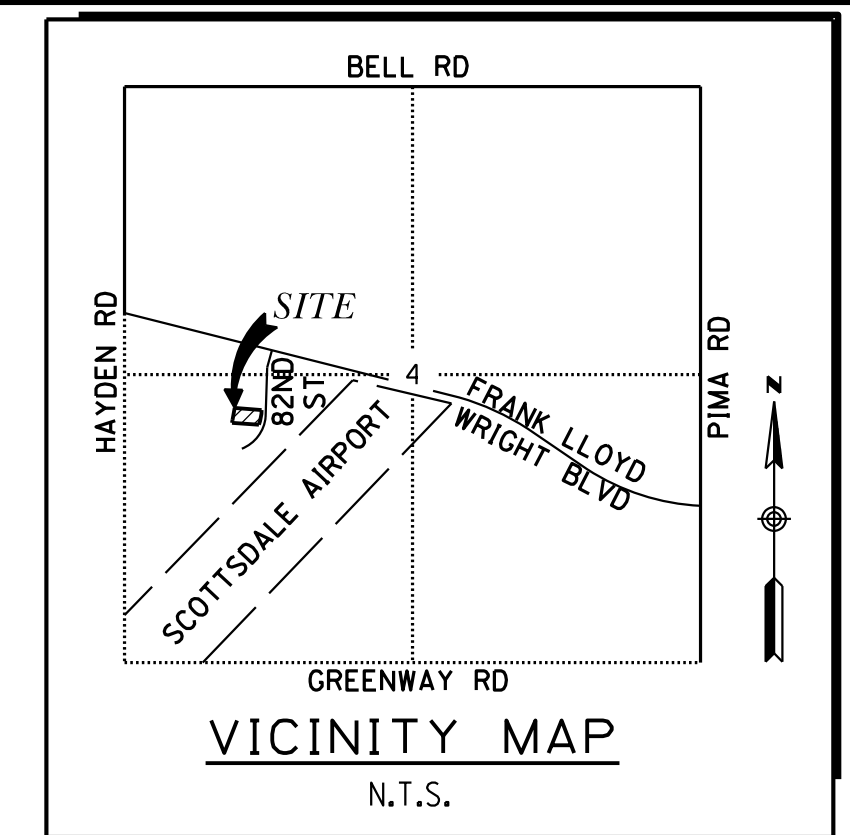 BELL RD
HAYDEN RD
SITE
82ND
ST
4
FRANK LLOYD
WRIGHT BLVD
PIMA RD
N
SCOTTSDALE AIRPORT
GREENWAY RD
VICINITY MAP
N.T.S.